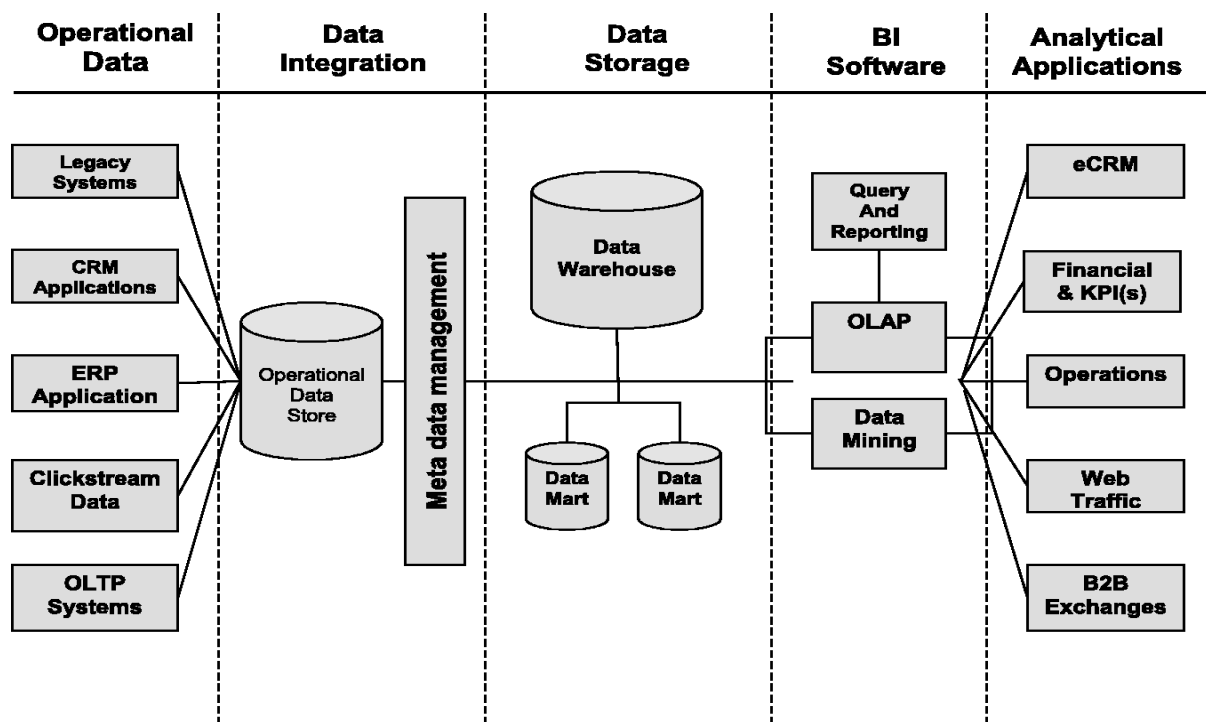 Operational
Data
Data
Integration
Data
Storage
BI
Software
Analytical
Applications
Legacy
Systems
CRM
Applications
ERP
Application
Clickstream
Data
OLTP
Systems
Operational
Data
Store
Meta data management
Data
Warehouse
Data
Mart
Data
Mart
Query
And
Reporting
OLAP
Data
Mining
eCRM
Financial
& KPI(s)
Operations
Web
Traffic
B2B
Exchanges